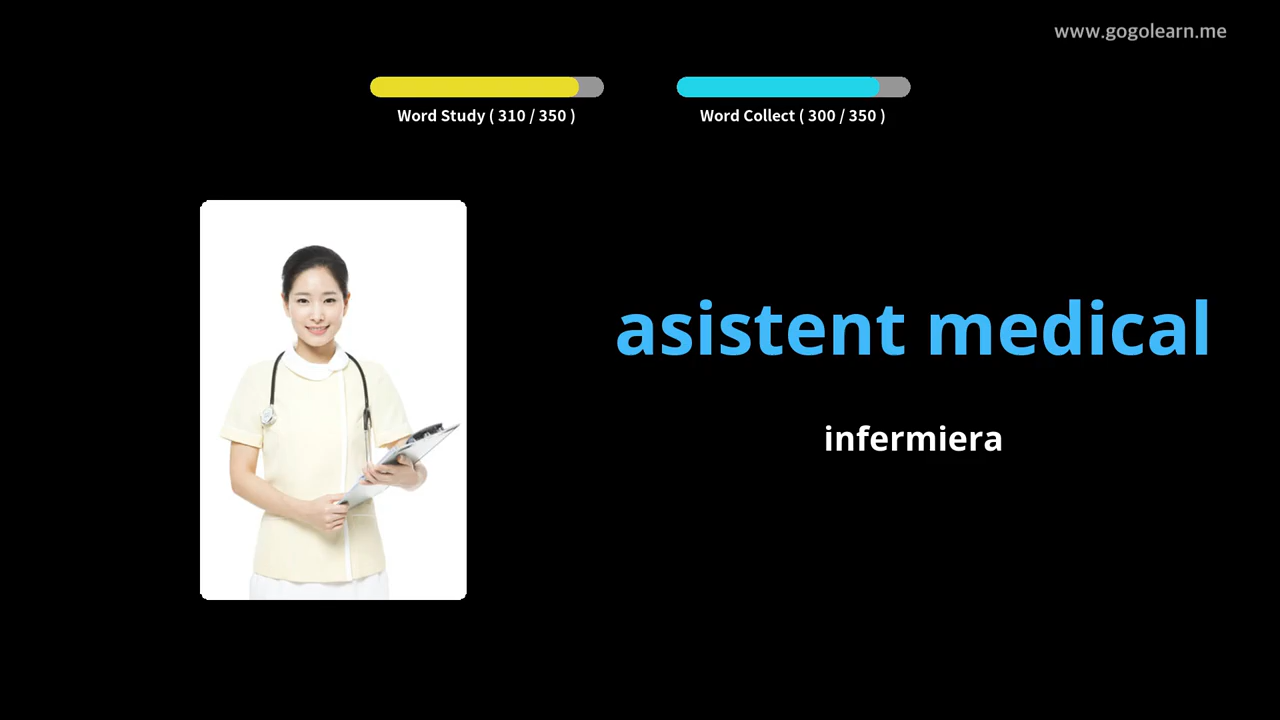 www.gogolearn.me
Word Study ( 310 / 350 )
Word Collect ( 300 / 350 )
asistent medical
infermiera